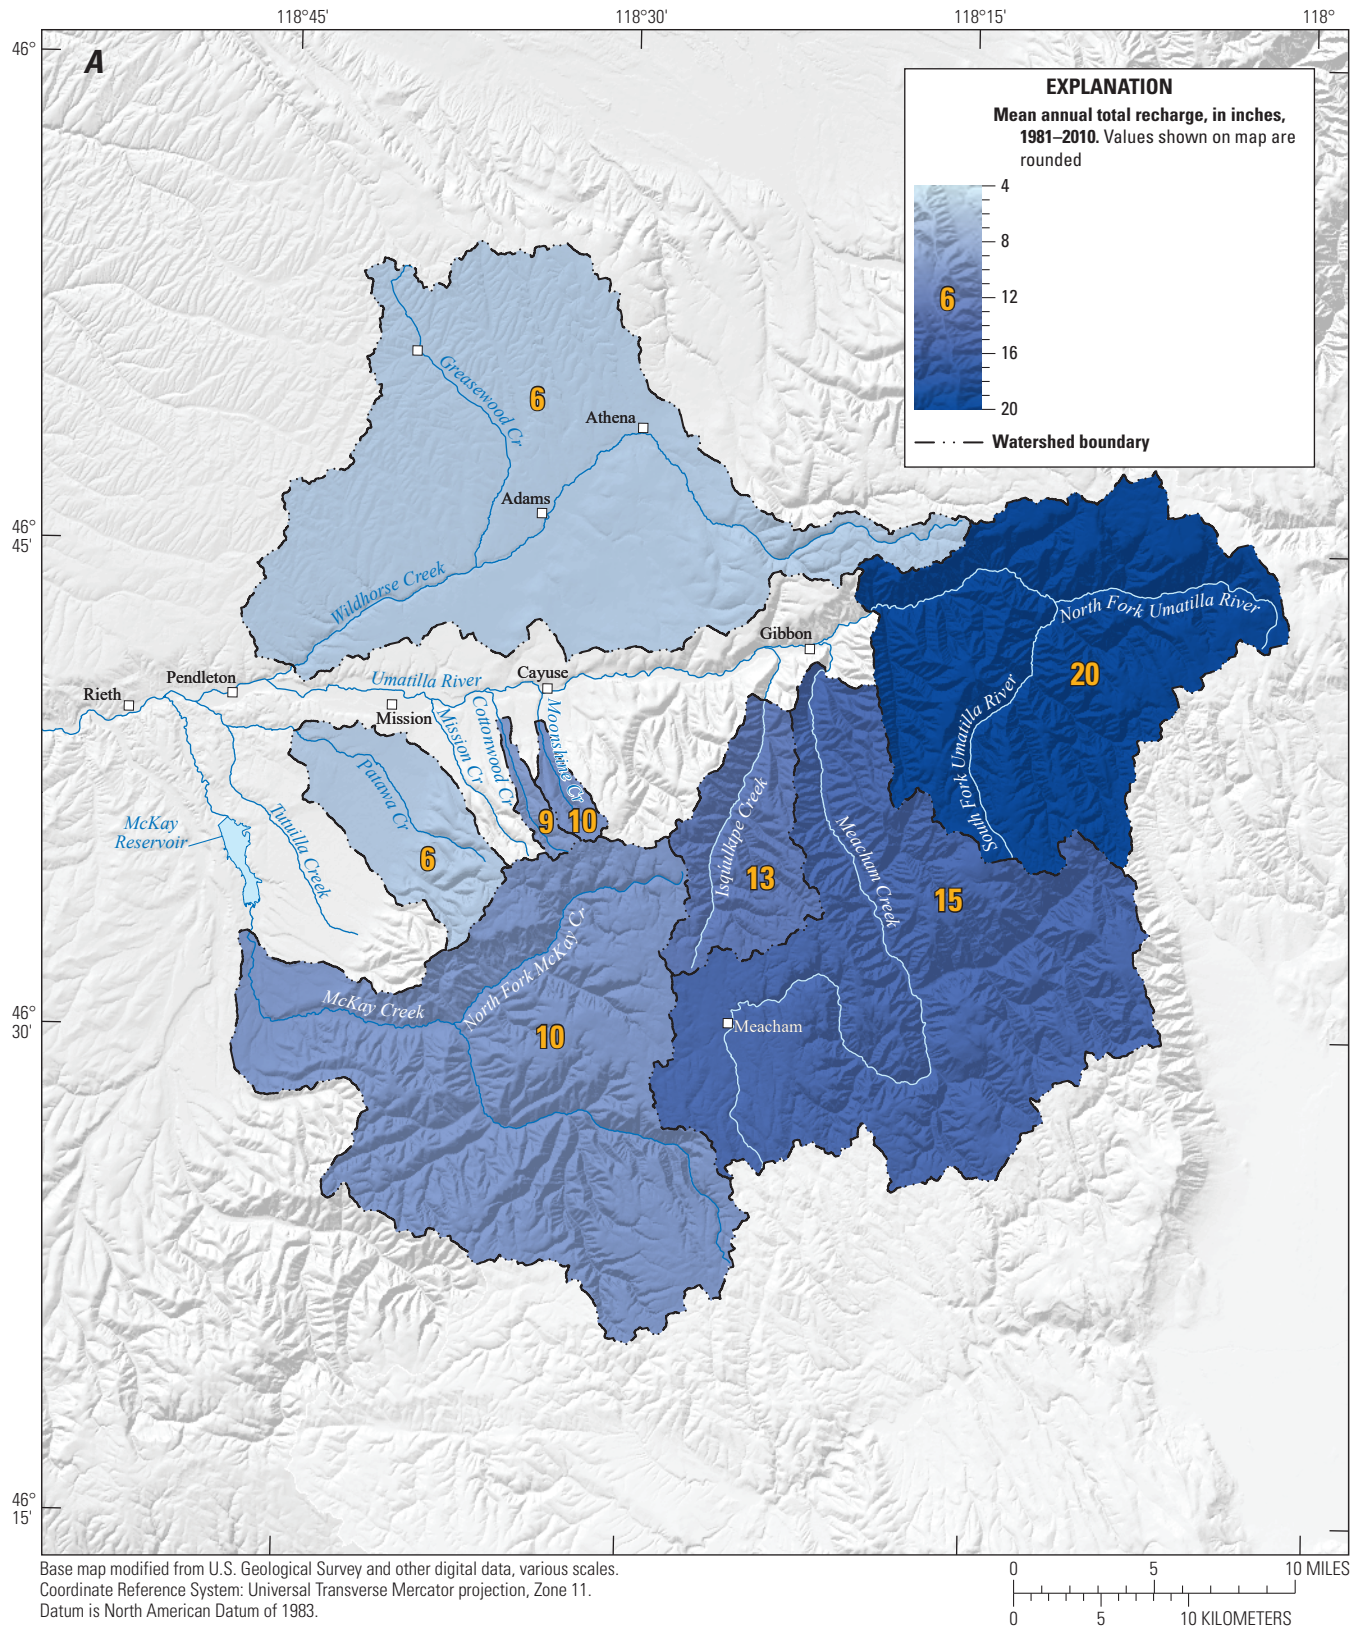 118°45'
118°30'
118°15'
118°
46°
A
EXPLANATION
Mean annual total recharge, in inches,
1981–2010. Values shown on map are
rounded
4
8
6
12
16
20
Watershed boundary
Greasewood Cr
6
Athena
Adams
46°
45'
Wildhorse Creek
North Fork Umatilla River
Gibbon
Pendleton
Cayuse
20
Umatilla River
Rieth
Mission
Mission Cr
Cottonwood Cr
Moonshine Cr
South Fork Umatilla River
Patawa Cr
Tutuilla Creek
McKay
Reservoir
9
10
6
Isquulktpe Creek
13
Meacham Creek
15
McKay Creek
North Fork McKay Cr
46°
30'
Meacham
10
46°
15'
Base map modified from U.S. Geological Survey and other digital data, various scales.
Coordinate Reference System: Universal Transverse Mercator projection, Zone 11.
Datum is North American Datum of 1983.
0 5 10 MILES
0 5 10 KILOMETERS